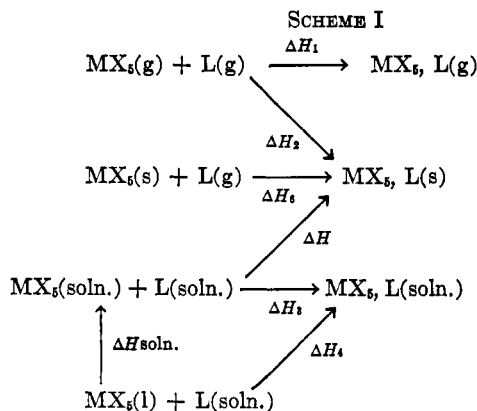 SCHEME I
MX₅(g) + L(g) ΔH₁ MX₅, L(g)
ΔH₂
MX₅(s) + L(g) ΔH₆ MX₅, L(s)
ΔH
MX₅(soln.) + L(soln.) ΔH₃ MX₅, L(soln.)
ΔHsoln. ΔH₄
MX₅(l) + L(soln.)